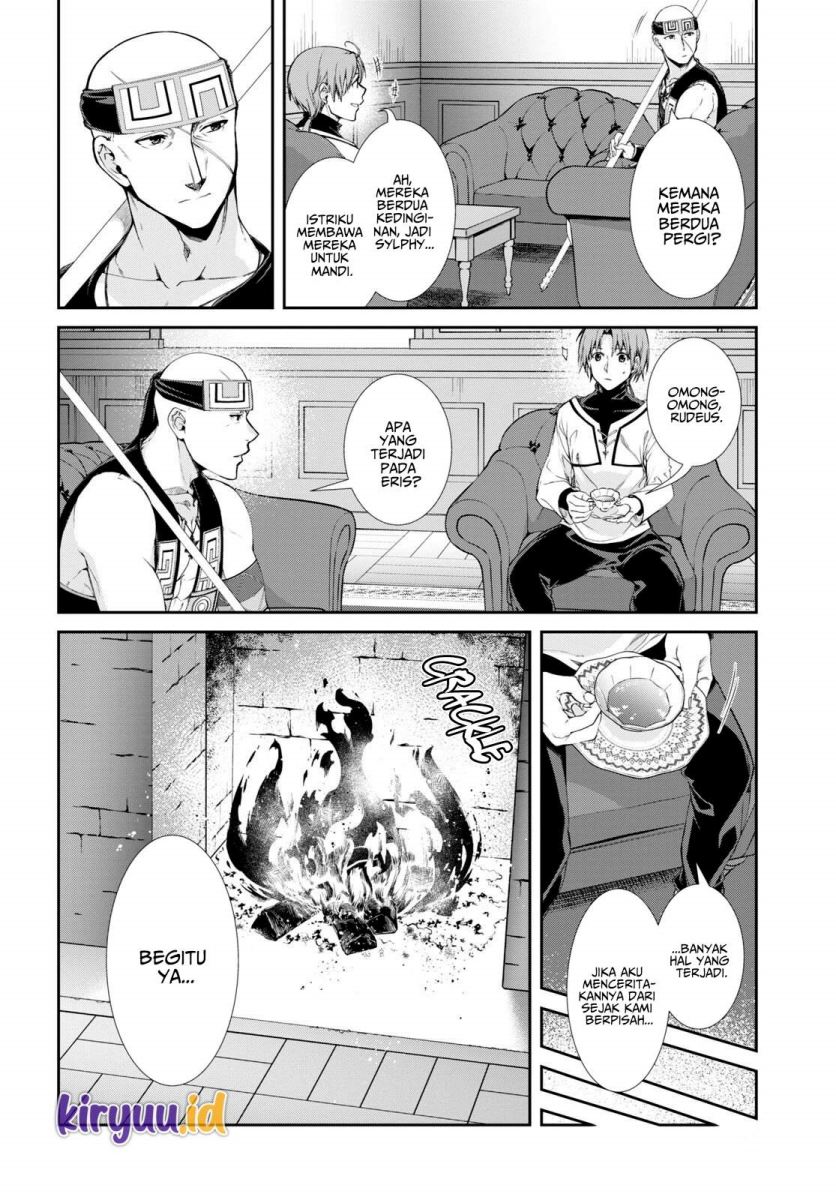 KEMANA
MEREKA
BERDUA
PERGI?
AH,
MEREKA
BERDUA
KEDINGI-
NAN, JADI
SYLPHY...
ISTRIKU
MEMBAWA
MEREKA
UNTUK
MANDI.
OMONG-
OMONG,
RUDEUS.
APA
YANG
TERJADI
PADA
ERIS?
...BANYAK
HAL YANG
TERJADI.
JIKA AKU
MENCERITA-
KANNYA DARI
SEJAK KAMI
BERPISAH...
CRACKLE
BEGITU
YA...
kiryuu.id